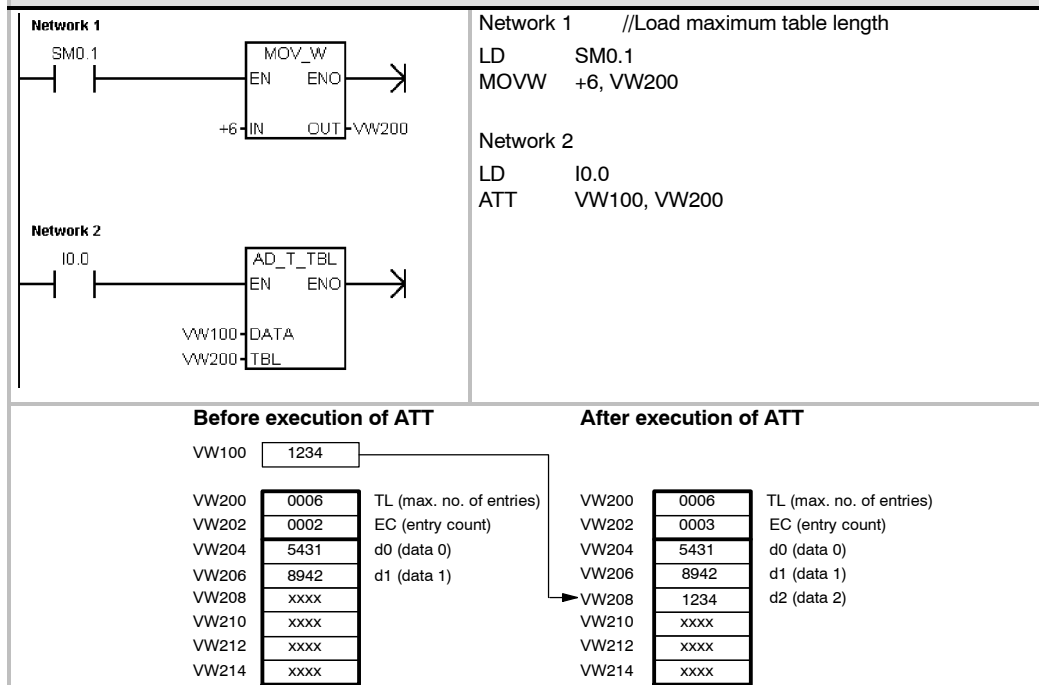 Network 1
SM0.1
MOV_W
EN ENO
+6 IN OUT VW200
Network 2
I0.0
AD_T_TBL
EN ENO
VW100 DATA
VW200 TBL
Network 1 //Load maximum table length
LD SM0.1
MOVW +6, VW200
Network 2
LD I0.0
ATT VW100, VW200
Before execution of ATT
VW100 1234
VW200 0006 TL (max. no. of entries)
VW202 0002 EC (entry count)
VW204 5431 d0 (data 0)
VW206 8942 d1 (data 1)
VW208 xxxx
VW210 xxxx
VW212 xxxx
VW214 xxxx
After execution of ATT
VW200 0006 TL (max. no. of entries)
VW202 0003 EC (entry count)
VW204 5431 d0 (data 0)
VW206 8942 d1 (data 1)
VW208 1234 d2 (data 2)
VW210 xxxx
VW212 xxxx
VW214 xxxx